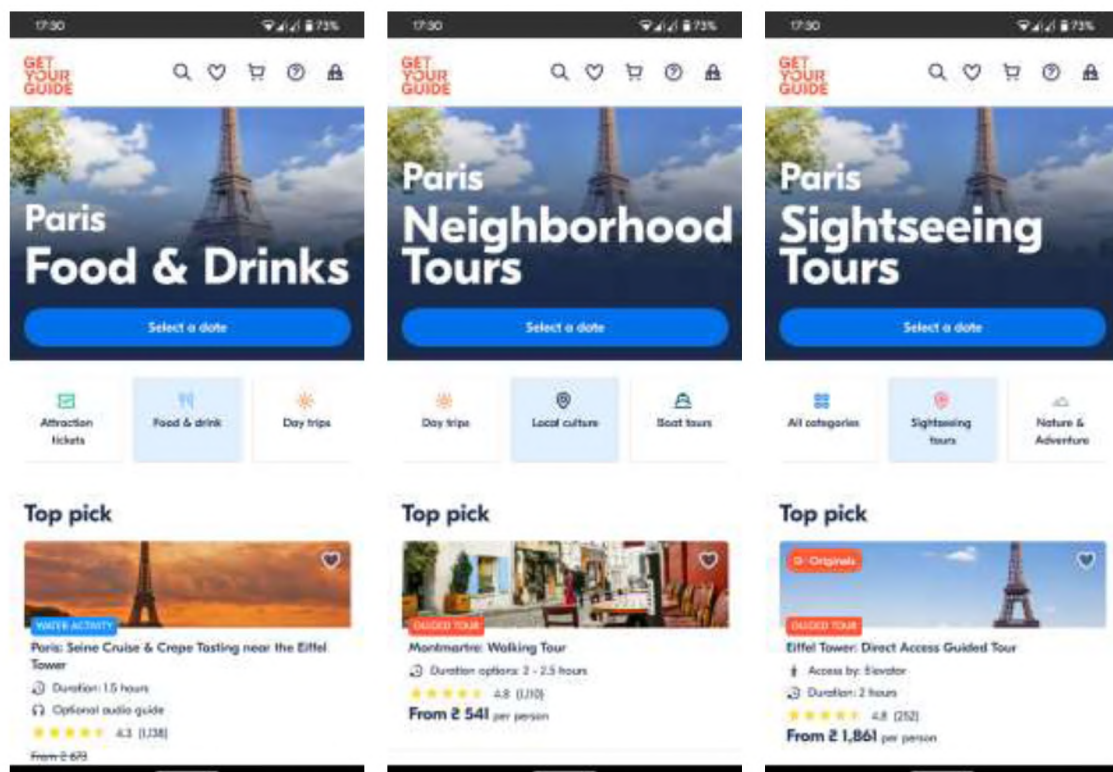 17:30
73%
GET
YOUR
GUIDE
Paris
Food & Drinks
Select a date
Attraction
tickets
Food & drink
Day trips
Top pick
WATER ACTIVITY
Paris: Seine Cruise & Crepe Tasting near the Eiffel
Tower
Duration: 1.5 hours
Optional audio guide
4.3 (1,138)
From ₴ 673
17:30
73%
GET
YOUR
GUIDE
Paris
Neighborhood
Tours
Select a date
Day trips
Local culture
Boat tours
Top pick
GUIDED TOUR
Montmartre: Walking Tour
Duration options: 2 - 2.5 hours
4.8 (1,110)
From ₴ 541 per person
17:30
73%
GET
YOUR
GUIDE
Paris
Sightseeing
Tours
Select a date
All categories
Sightseeing
tours
Nature &
Adventure
Top pick
Originals
GUIDED TOUR
Eiffel Tower: Direct Access Guided Tour
Access by: Elevator
Duration: 2 hours
4.8 (252)
From ₴ 1,861 per person